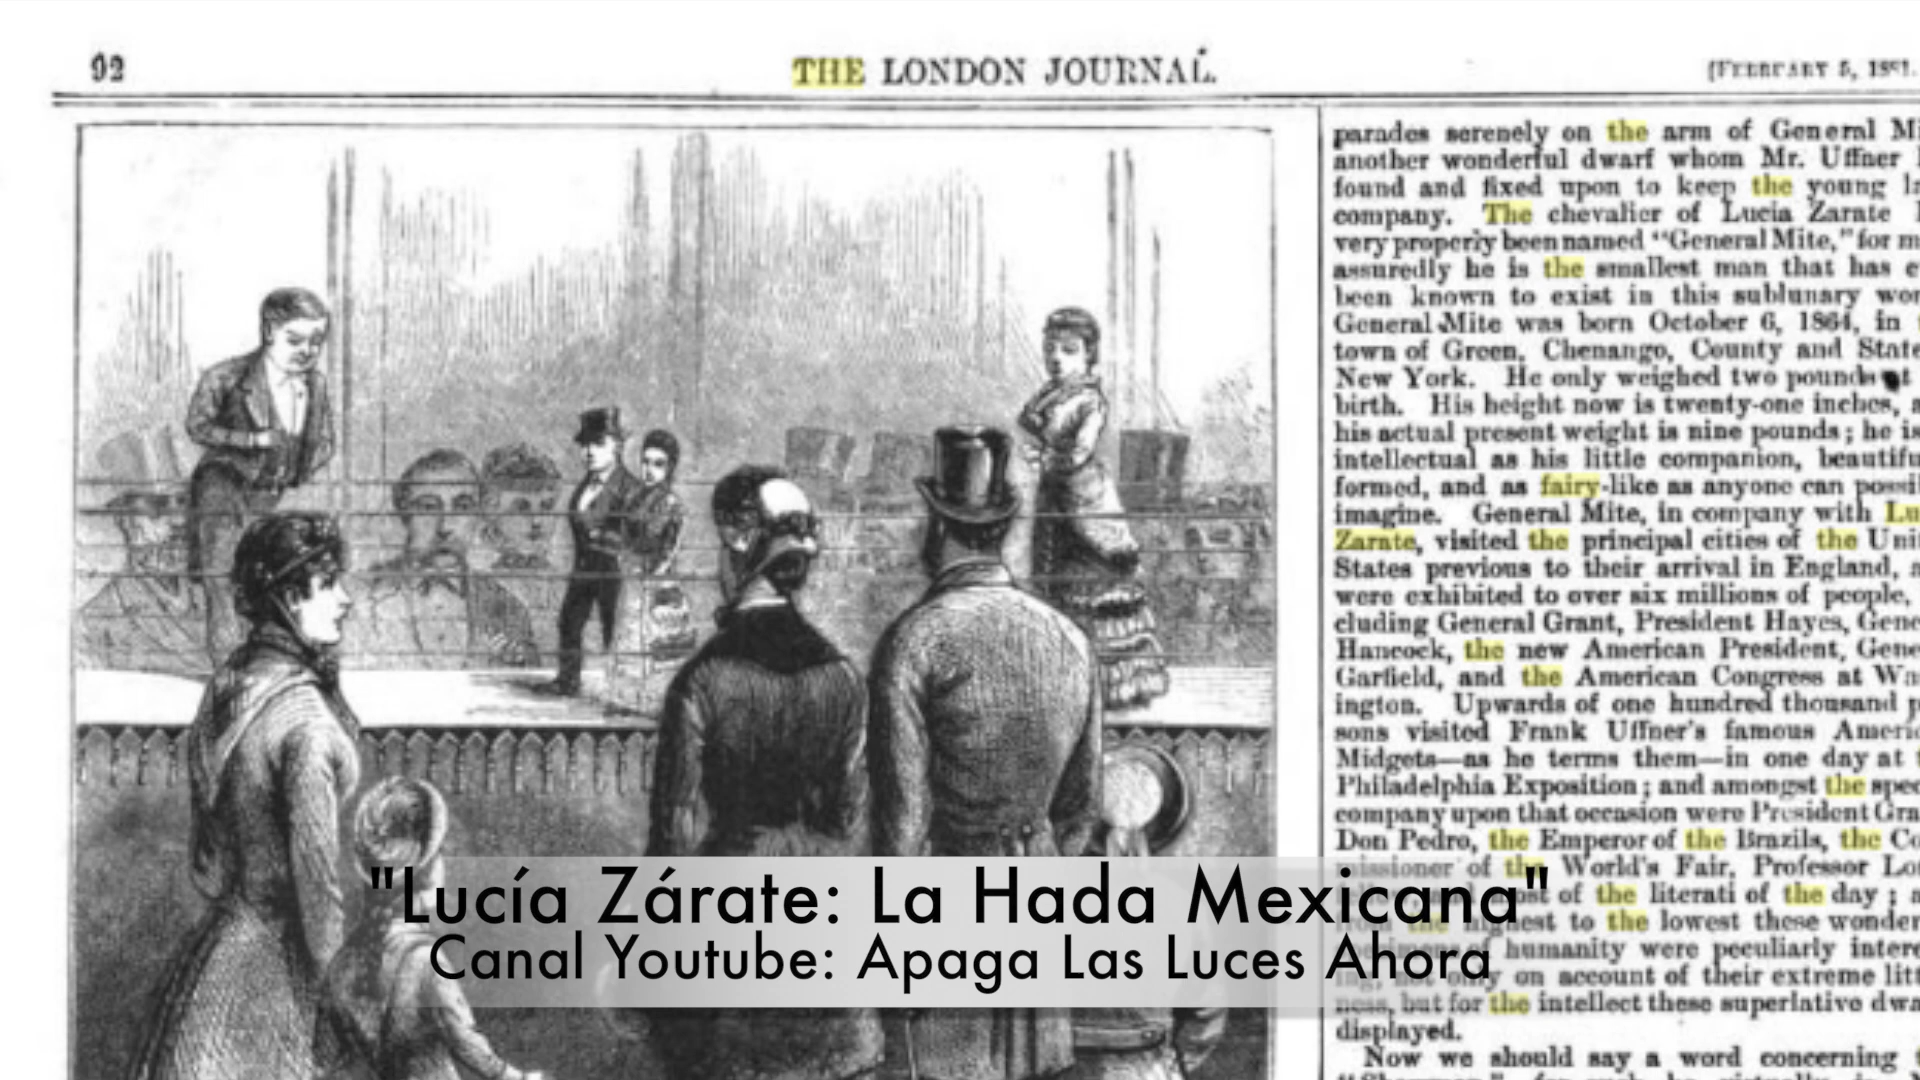 92
THE LONDON JOURNAL.
[FEBRUARY 5, 1881.
parades serenely on the arm of General
another wonderful dwarf whom Mr. Uffner
found and fixed upon to keep the young
company. The chevalier of Lucia Zarate
very properly been named "General Mite," for
assuredly he is the smallest man that has
been known to exist in this sublunary
General Mite was born October 6, 1864, in
town of Green, Chenango, County and State
New York. He only weighed two pounds at
birth. His height now is twenty-one inches,
his actual present weight is nine pounds; he is
intellectual as his little companion,
formed, and as fairy-like as anyone can
imagine. General Mite, in company with
Zarate, visited the principal cities of the
States previous to their arrival in England,
were exhibited to over six millions of people,
cluding General Grant, President Hayes,
Hancock, the new American President,
Garfield, and the American Congress at
ington. Upwards of one hundred thousand
sons visited Frank Uffner's famous
Midgets—as he terms them—in one day at
Philadelphia Exposition; and amongst the
company upon that occasion were President
Don Pedro, the Emperor of the Brazils, the
missioner of the World's Fair, Professor
of the literati of the day;
to the lowest these
of humanity were peculiarly
only on account of their extreme
ness, but for the intellect these superlative
displayed.
Now we should say a word concerning
"Lucía Zárate: La Hada Mexicana"
Canal Youtube: Apaga Las Luces Ahora